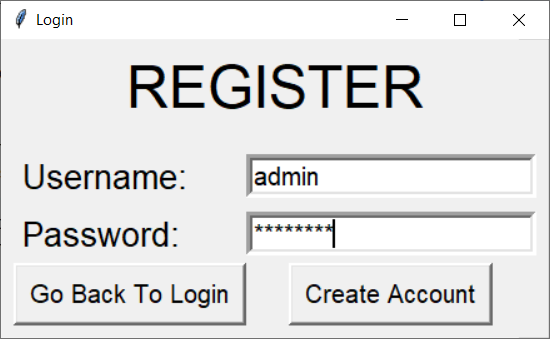 Login
REGISTER
Username: admin
Password: ********
Go Back To Login Create Account